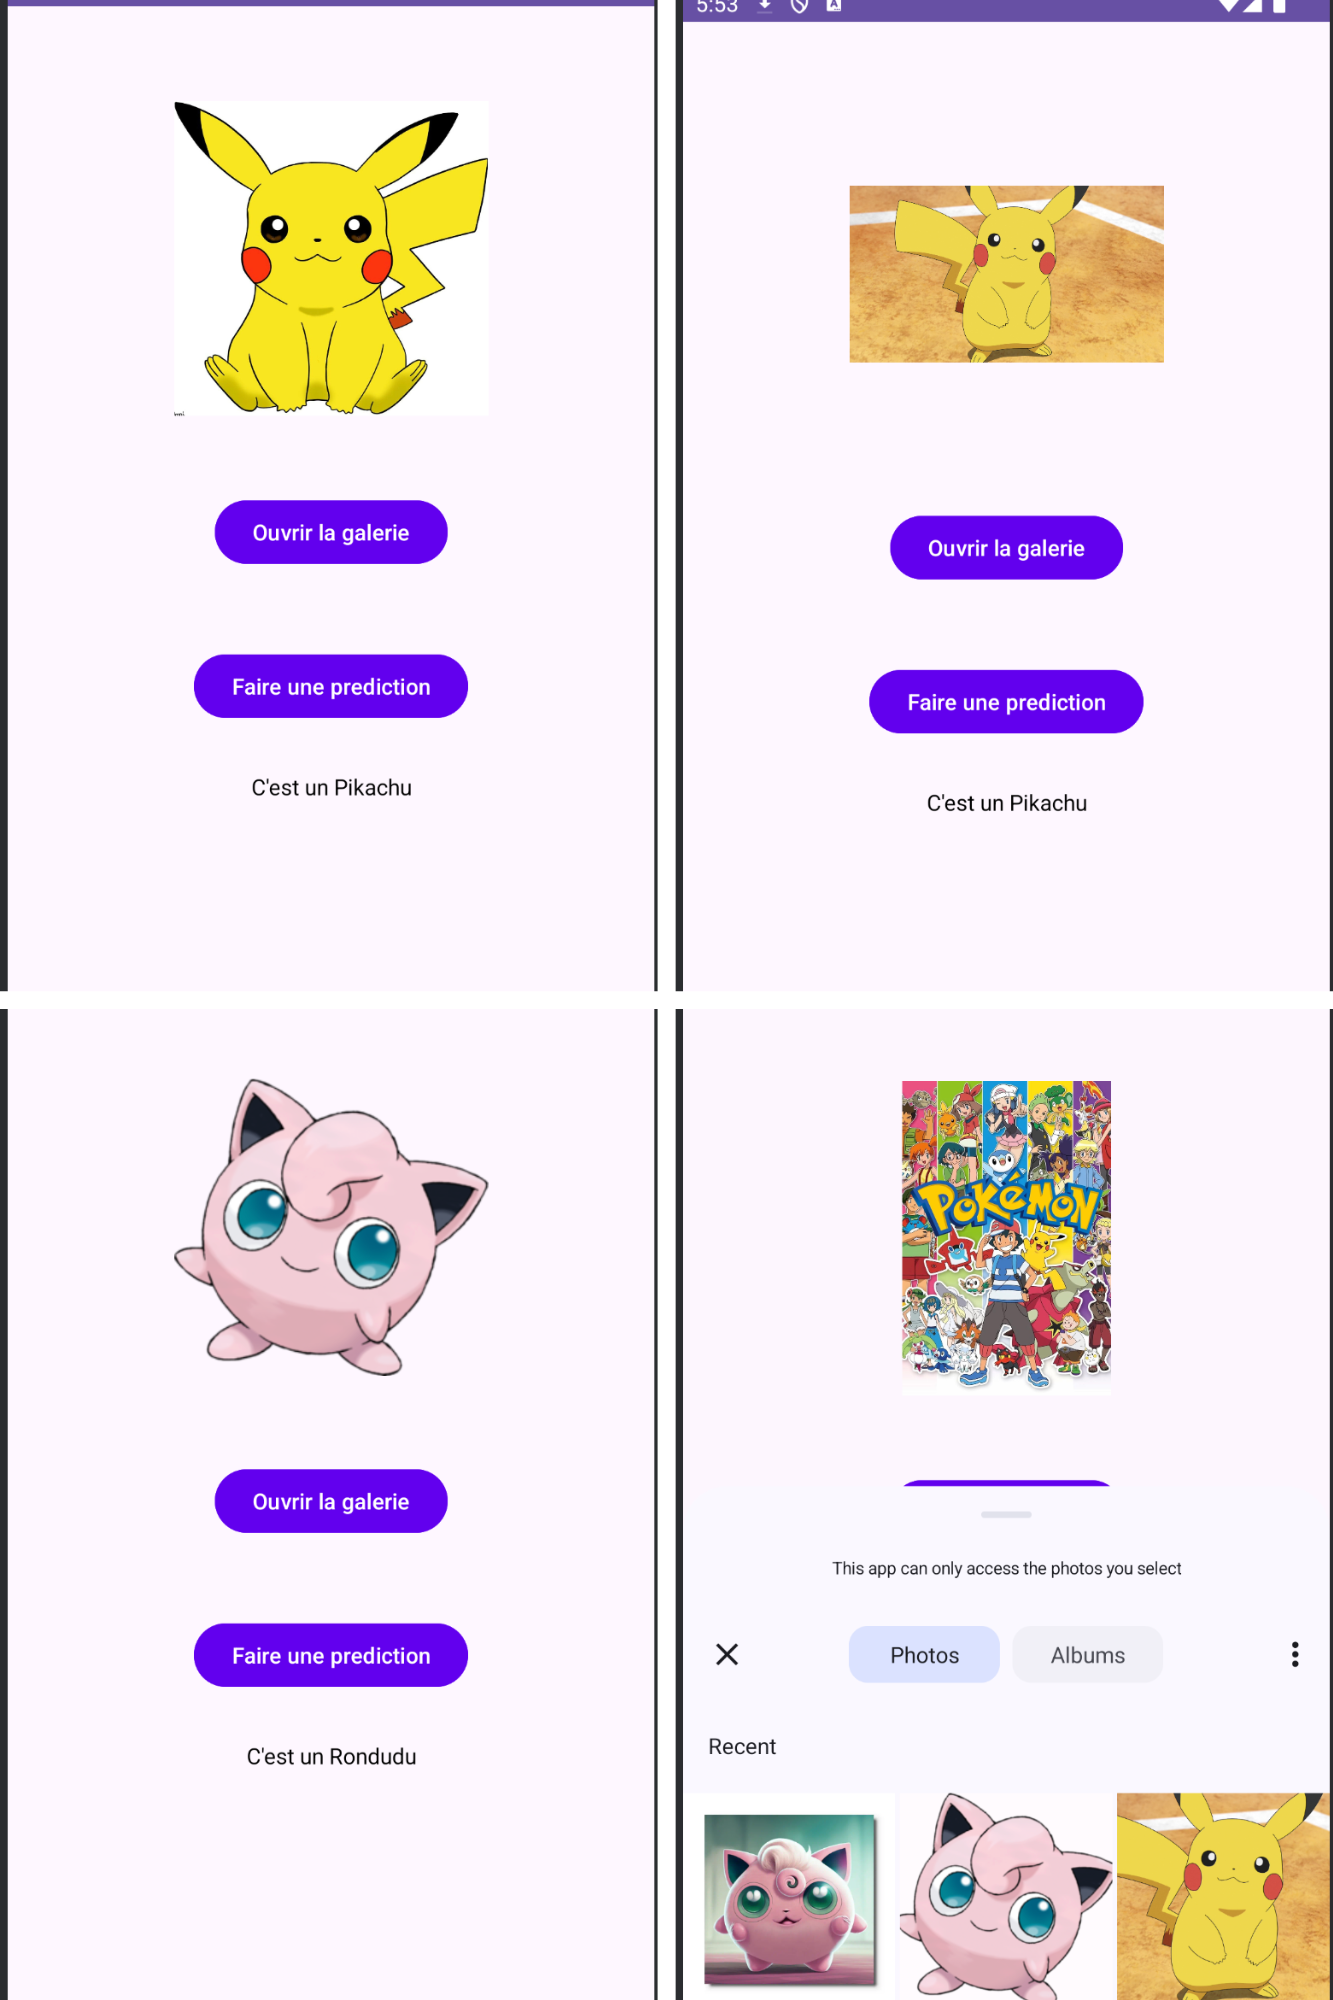 5:53
Ouvrir la galerie
Faire une prediction
C'est un Pikachu
Ouvrir la galerie
Faire une prediction
C'est un Pikachu
Ouvrir la galerie
Faire une prediction
C'est un Rondudu
POKéMON
This app can only access the photos you select
Photos
Albums
Recent